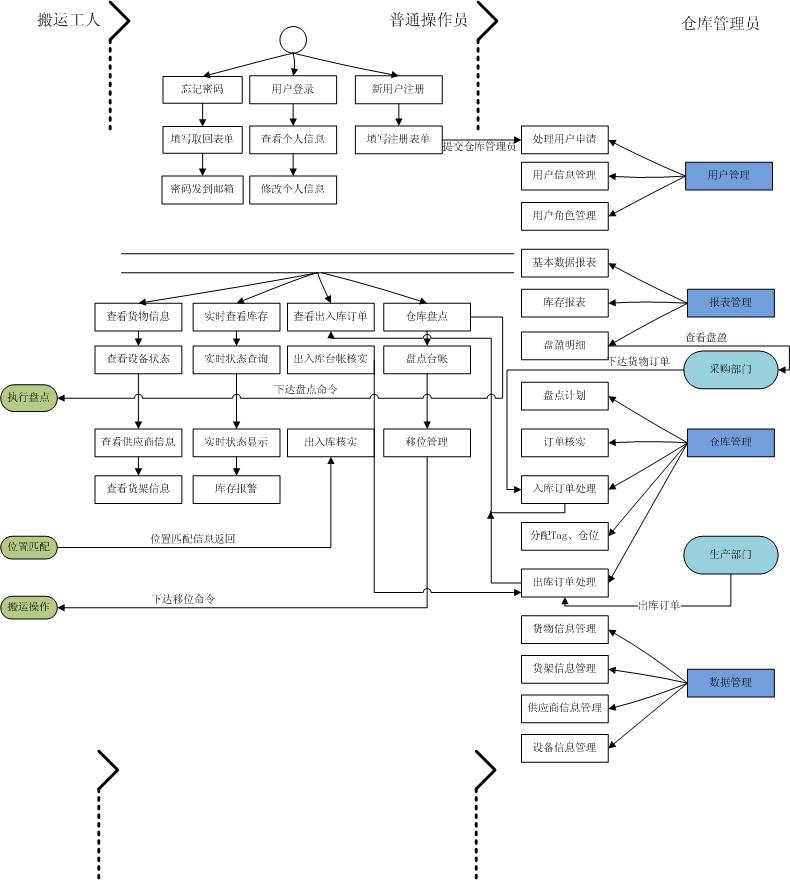 搬运工人
普通操作员
仓库管理员
忘记密码
用户登录
新用户注册
填写取回表单
查看个人信息
填写注册表单
提交仓库管理员
处理用户申请
密码发到邮箱
修改个人信息
用户信息管理
用户管理
用户角色管理
基本数据报表
查看货物信息
实时查看库存
查看出入库订单
仓库盘点
库存报表
报表管理
查看设备状态
实时状态查询
出入库台帐核实
盘点台帐
盘盈明细
查看盘盈
下达货物订单
采购部门
执行盘点
下达盘点命令
盘点计划
查看供应商信息
实时状态显示
出入库核实
移位管理
订单核实
仓库管理
查看货架信息
库存报警
入库订单处理
位置匹配
位置匹配信息返回
分配Tag、仓位
生产部门
出库订单处理
搬运操作
下达移位命令
出库订单
货物信息管理
货架信息管理
数据管理
供应商信息管理
设备信息管理